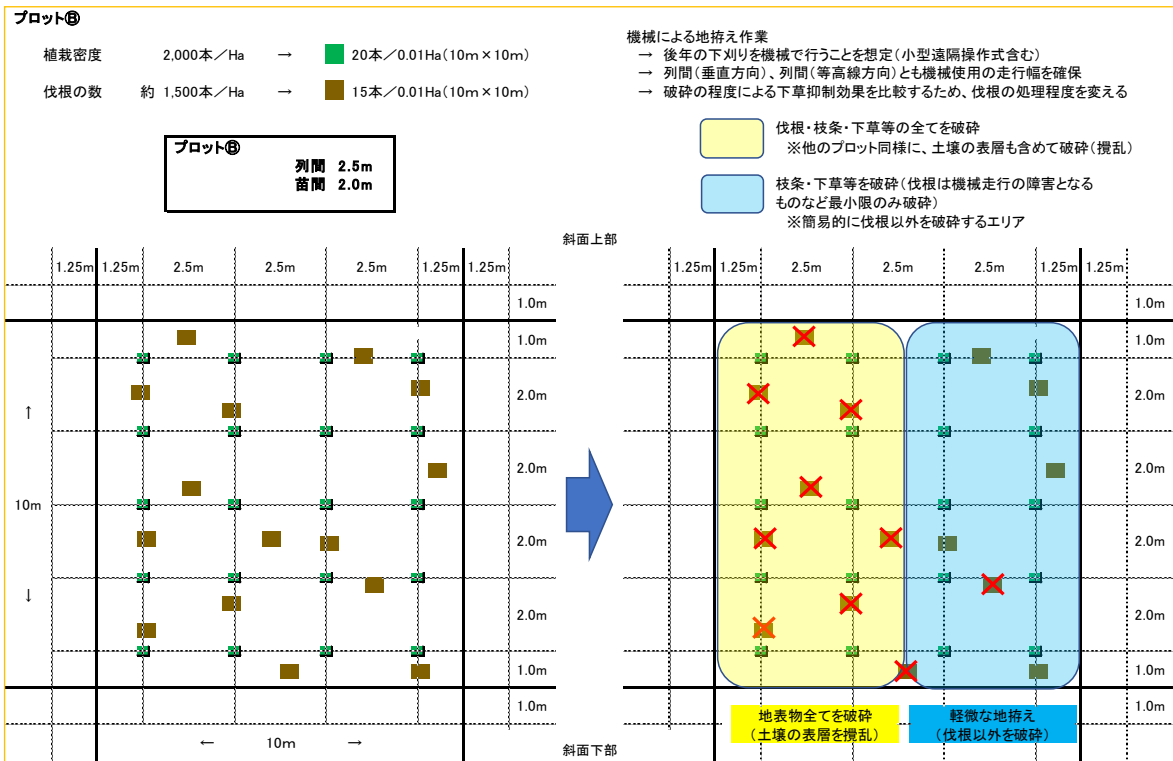 プロットⒷ
植栽密度 2,000本/Ha → 20本/0.01Ha(10m×10m)
伐根の数 約 1,500本/Ha → 15本/0.01Ha(10m×10m)
プロットⒷ
列間 2.5m
苗間 2.0m
機械による地拵え作業
→ 後年の下刈りを機械で行うことを想定(小型遠隔操作式含む)
→ 列間(垂直方向)、列間(等高線方向)とも機械使用の走行幅を確保
→ 破砕の程度による下草抑制効果を比較するため、伐根の処理程度を変える
伐根・枝条・下草等の全てを破砕
※他のプロット同様に、土壌の表層も含めて破砕(攪乱)
枝条・下草等を破砕(伐根は機械走行の障害となる
ものなど最小限のみ破砕)
※簡易的に伐根以外を破砕するエリア
斜面上部
1.25m 1.25m 2.5m 2.5m 2.5m 1.25m 1.25m
1.0m
1.0m
2.0m
↑
2.0m
10m
2.0m
↓
2.0m
1.0m
1.0m
← 10m →
1.25m 1.25m 2.5m 2.5m 2.5m 1.25m 1.25m
1.0m
1.0m
2.0m
2.0m
2.0m
2.0m
1.0m
1.0m
地表物全てを破砕
(土壌の表層を攪乱)
軽微な地拵え
(伐根以外を破砕)
斜面下部